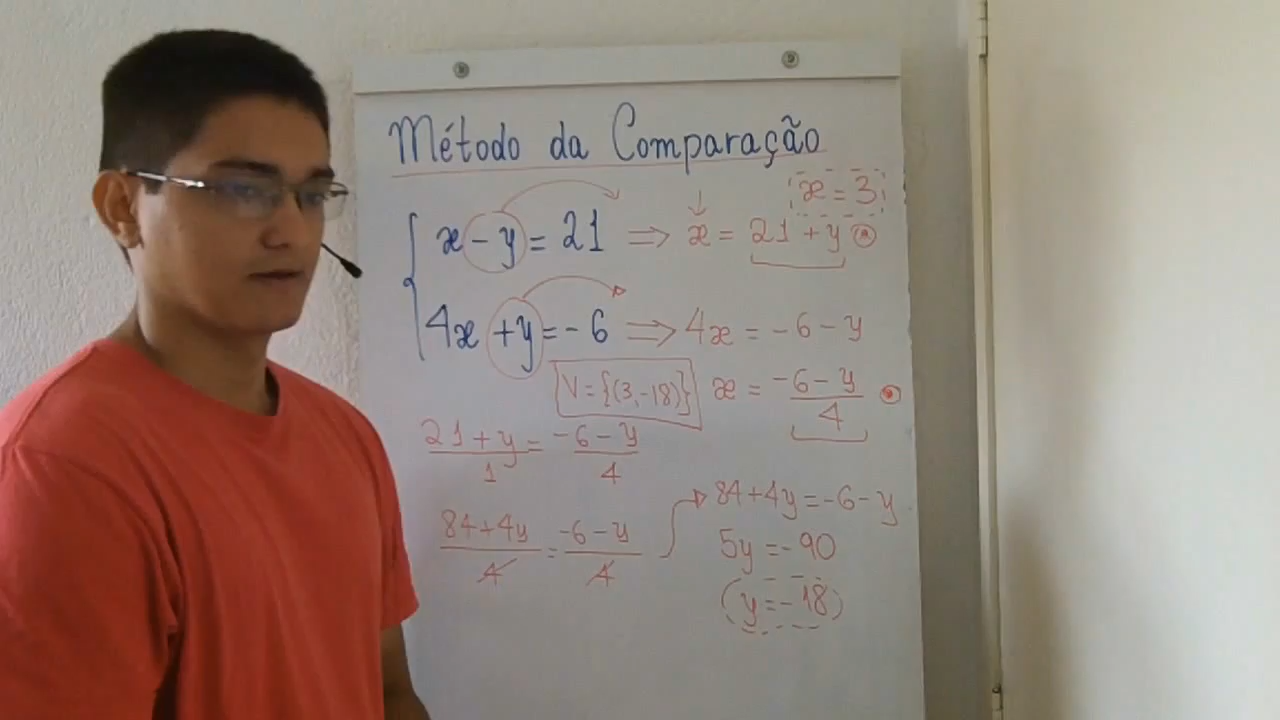 Método da Comparação
x = 3
x - y = 21 ⇒ x = 21 + y
4x + y = - 6 ⇒ 4x = - 6 - y
V = {(3, -18)} x = -6 - y / 4
21 + y / 1 = -6 - y / 4
84 + 4y = -6 - y
84 + 4y / 4 = -6 - y / 4
5y = -90
y = -18